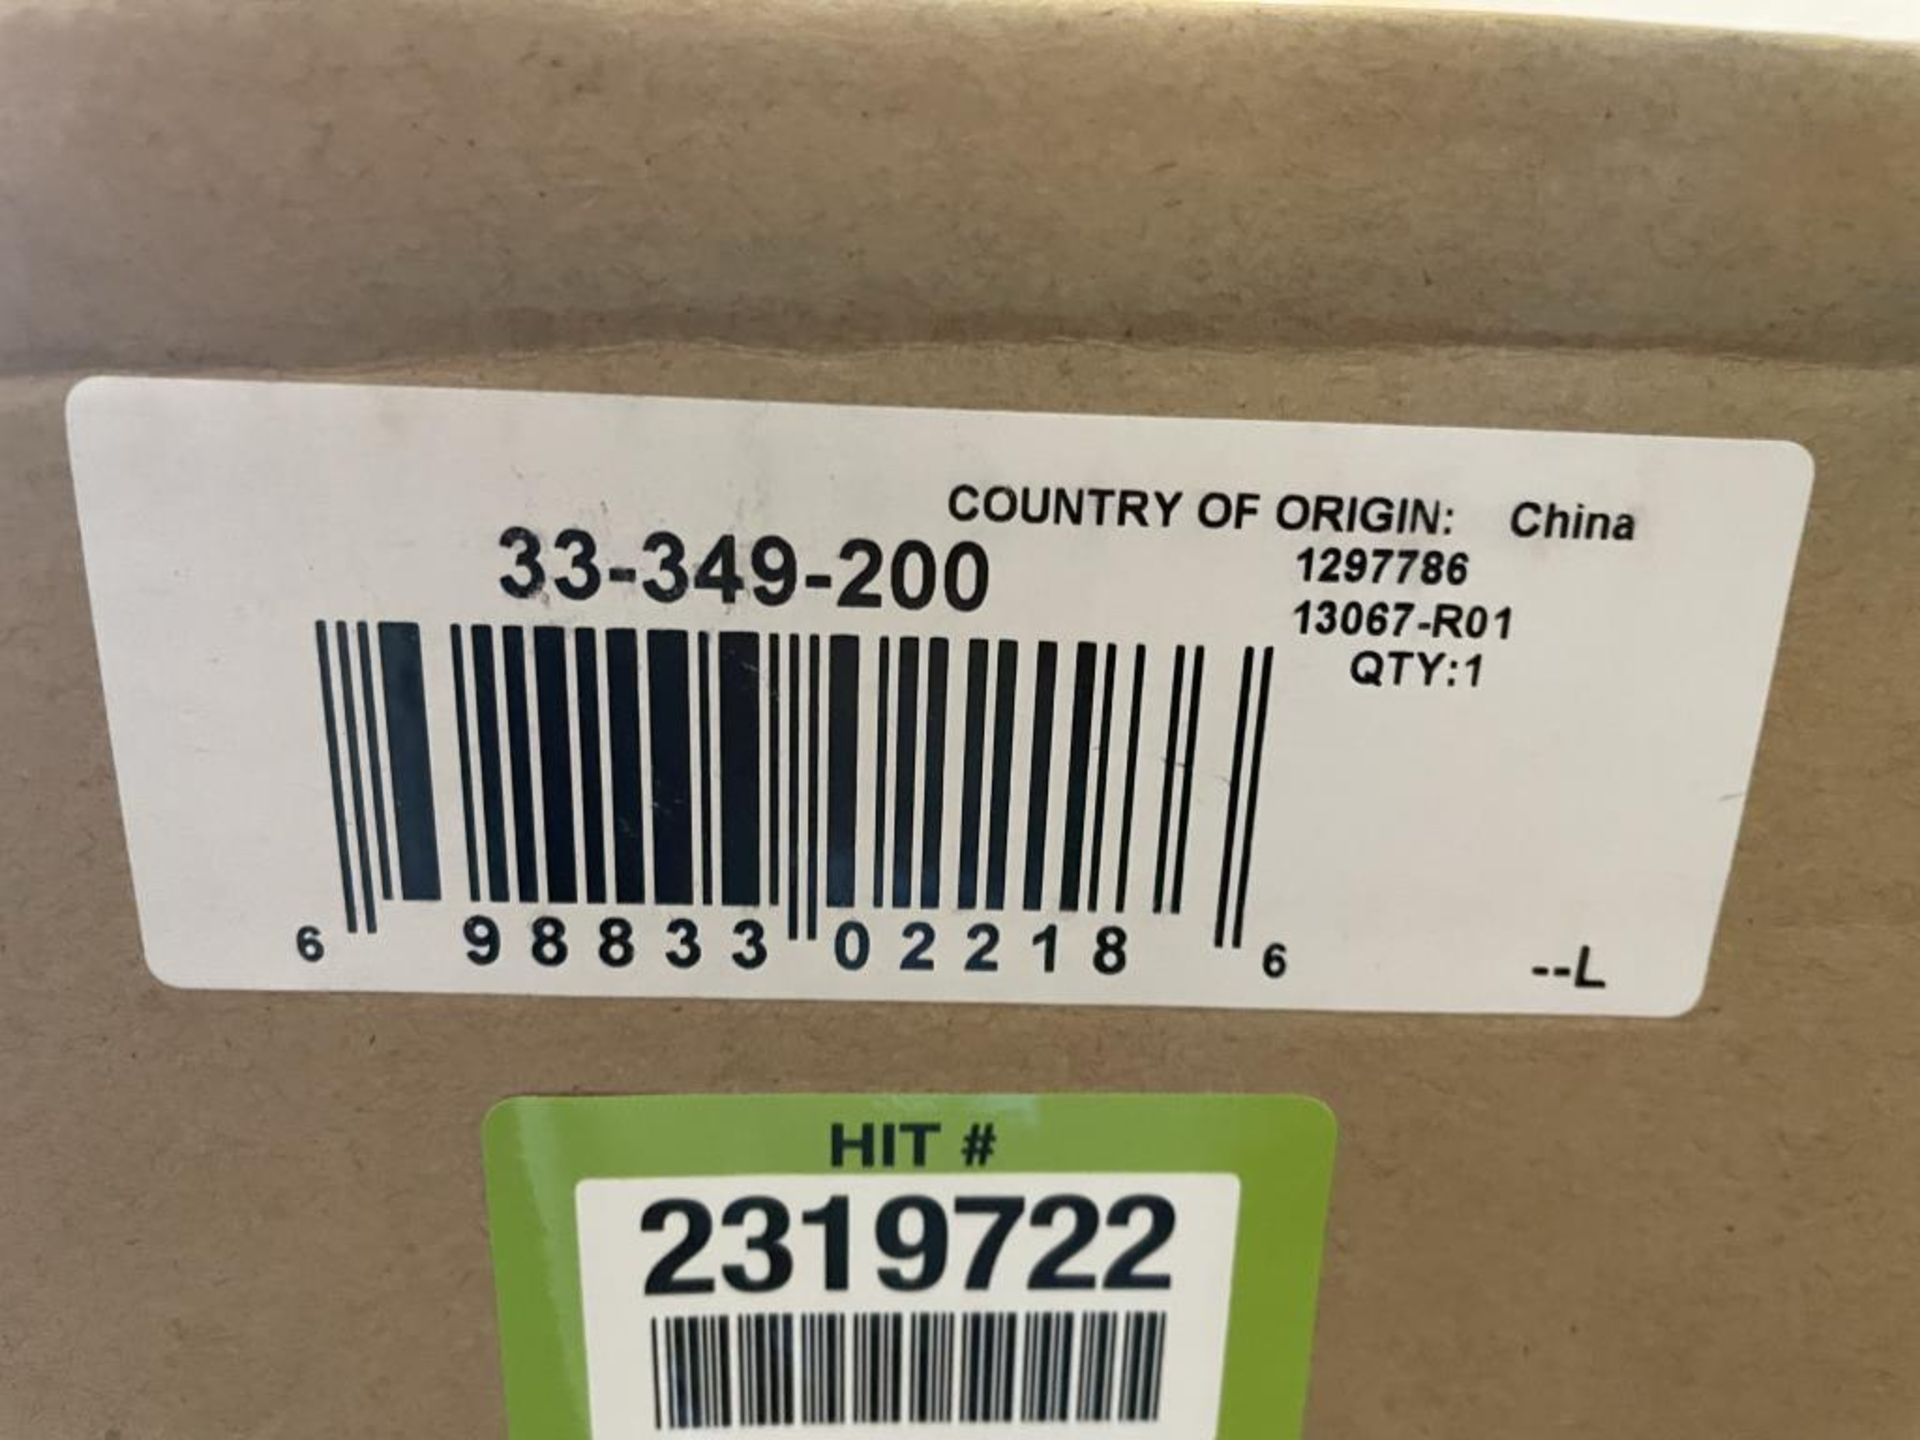 COUNTRY OF ORIGIN: China
33-349-200
1297786
13067-R01
QTY:1
6 98833 02218 6
--L
HIT #
2319722